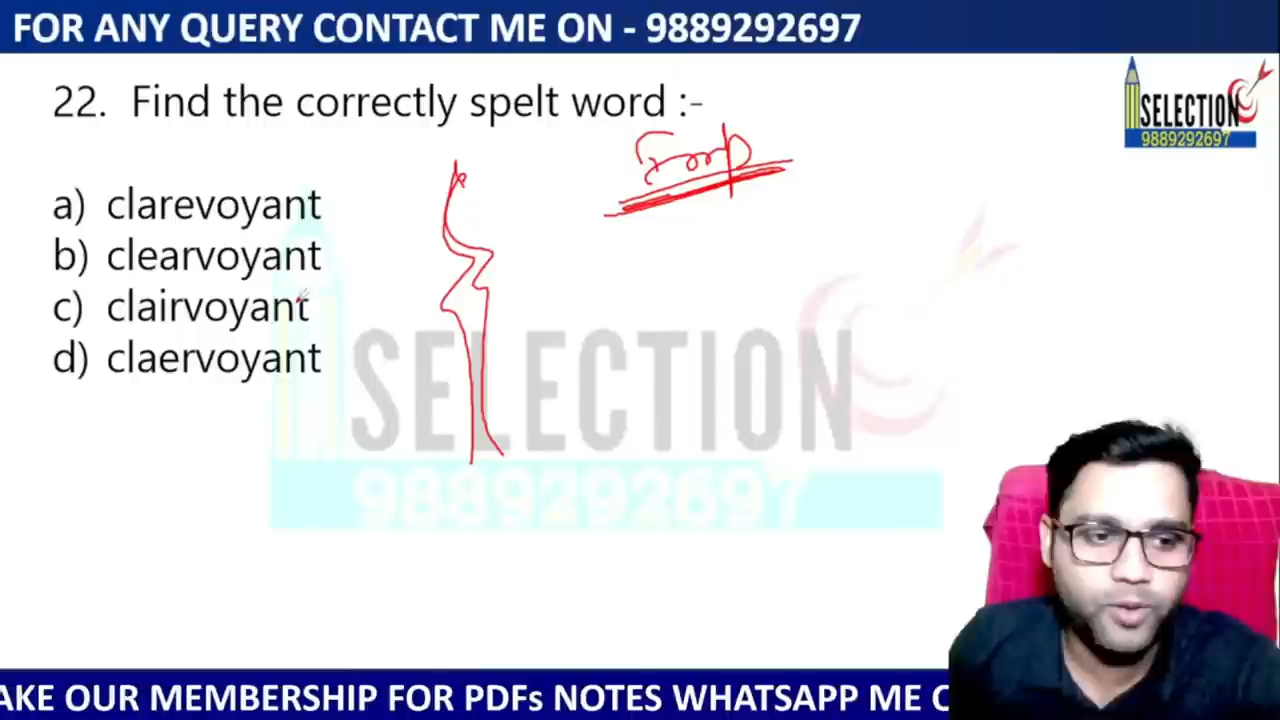 FOR ANY QUERY CONTACT ME ON - 9889292697
22. Find the correctly spelt word :-
SELECTION
9889292697
a) clarevoyant
b) clearvoyant
c) clairvoyant
d) claervoyant
SELECTION
9889292697
AKE OUR MEMBERSHIP FOR PDFs NOTES WHATSAPP ME